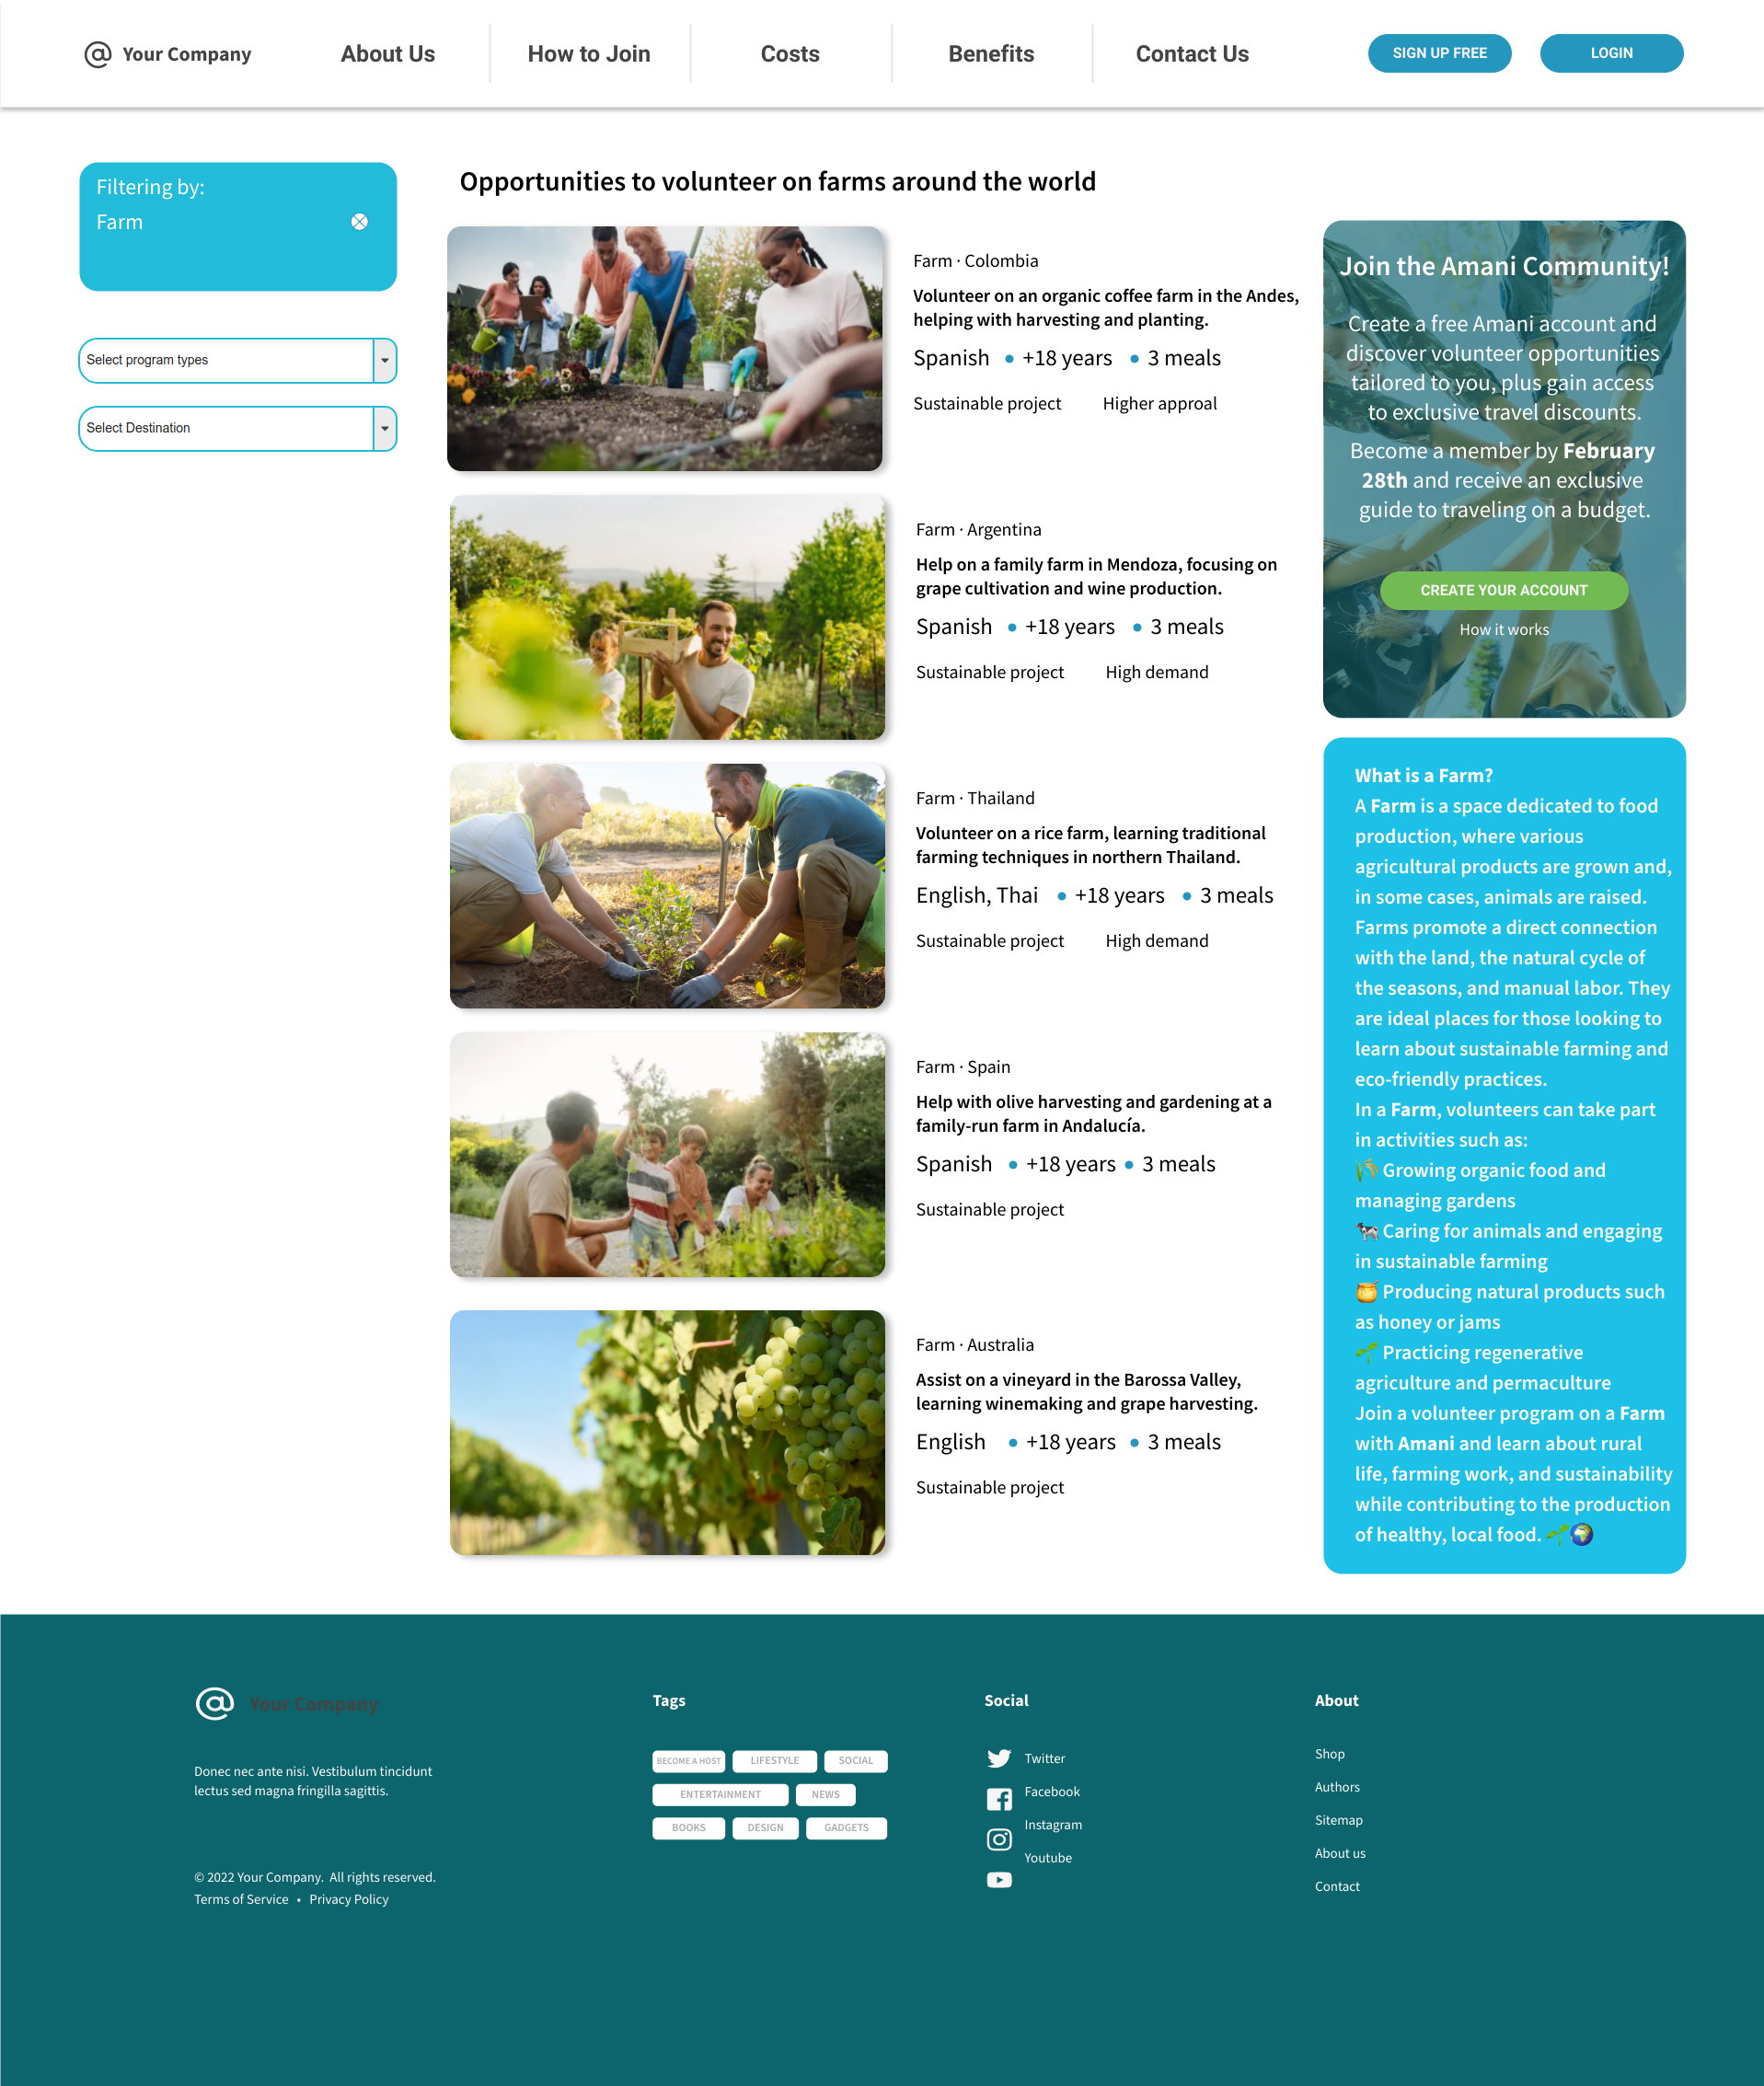 @ Your Company
About Us
How to Join
Costs
Benefits
Contact Us
SIGN UP FREE
LOGIN
Filtering by:
Farm
Select program types
Select Destination
Opportunities to volunteer on farms around the world
Farm · Colombia
Volunteer on an organic coffee farm in the Andes,
helping with harvesting and planting.
Spanish • +18 years • 3 meals
Sustainable project Higher approal
Farm · Argentina
Help on a family farm in Mendoza, focusing on
grape cultivation and wine production.
Spanish • +18 years • 3 meals
Sustainable project High demand
Farm · Thailand
Volunteer on a rice farm, learning traditional
farming techniques in northern Thailand.
English, Thai • +18 years • 3 meals
Sustainable project High demand
Farm · Spain
Help with olive harvesting and gardening at a
family-run farm in Andalucía.
Spanish • +18 years • 3 meals
Sustainable project
Farm · Australia
Assist on a vineyard in the Barossa Valley,
learning winemaking and grape harvesting.
English • +18 years • 3 meals
Sustainable project
Join the Amani Community!
Create a free Amani account and
discover volunteer opportunities
tailored to you, plus gain access
to exclusive travel discounts.
Become a member by February
28th and receive an exclusive
guide to traveling on a budget.
CREATE YOUR ACCOUNT
How it works
What is a Farm?
A Farm is a space dedicated to food
production, where various
agricultural products are grown and,
in some cases, animals are raised.
Farms promote a direct connection
with the land, the natural cycle of
the seasons, and manual labor. They
are ideal places for those looking to
learn about sustainable farming and
eco-friendly practices.
In a Farm, volunteers can take part
in activities such as:
🌾 Growing organic food and
managing gardens
🐄 Caring for animals and engaging
in sustainable farming
🍯 Producing natural products such
as honey or jams
🌱 Practicing regenerative
agriculture and permaculture
Join a volunteer program on a Farm
with Amani and learn about rural
life, farming work, and sustainability
while contributing to the production
of healthy, local food. 🌱🌍
@ Your Company
Donec nec ante nisi. Vestibulum tincidunt
lectus sed magna fringilla sagittis.
© 2022 Your Company. All rights reserved.
Terms of Service • Privacy Policy
Tags
BECOME A HOST LIFESTYLE SOCIAL
ENTERTAINMENT NEWS
BOOKS DESIGN GADGETS
Social
Twitter
Facebook
Instagram
Youtube
About
Shop
Authors
Sitemap
About us
Contact